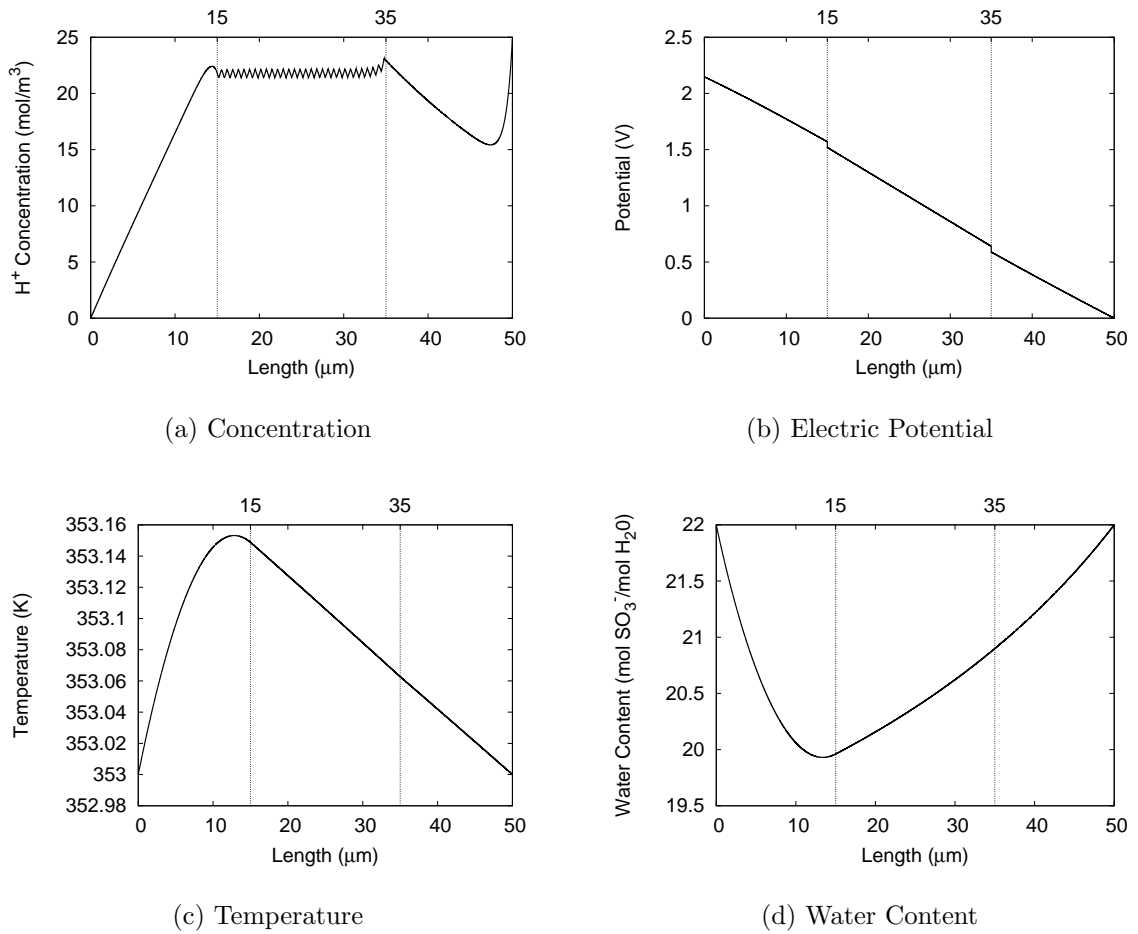 15 35
25
20
15
10
5
0
0 10 20 30 40 50
H+ Concentration (mol/m3)
Length (μm)
(a) Concentration
15 35
2.5
2
1.5
1
0.5
0
0 10 20 30 40 50
Potential (V)
Length (μm)
(b) Electric Potential
15 35
353.16
353.14
353.12
353.1
353.08
353.06
353.04
353.02
353
352.98
0 10 20 30 40 50
Temperature (K)
Length (μm)
(c) Temperature
15 35
22
21.5
21
20.5
20
19.5
0 10 20 30 40 50
Water Content (mol SO3-/mol H20)
Length (μm)
(d) Water Content